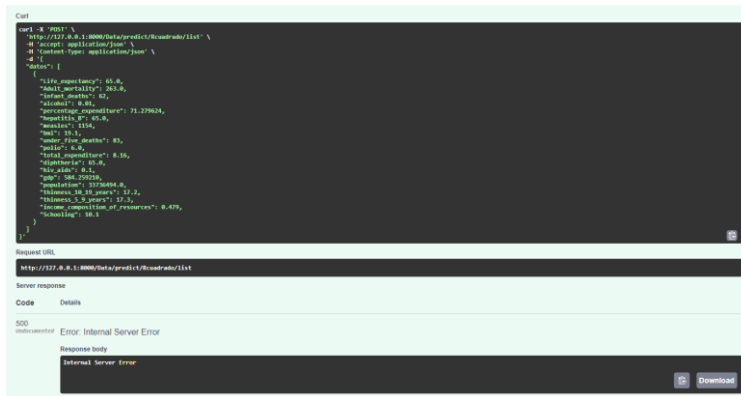 Curl
curl -X 'POST' \
'http://127.0.0.1:8000/Data/predict/Rcuadrado/list' \
-H 'accept: application/json' \
-H 'Content-Type: application/json' \
-d '{
"datos": [
{
"Life_expectancy": 65.0,
"Adult_mortality": 263.0,
"infant_deaths": 62,
"alcohol": 0.01,
"percentage_expenditure": 71.279624,
"hepatitis_B": 65.0,
"measles": 1154,
"bmi": 19.1,
"under_five_deaths": 83,
"polio": 6.0,
"total_expenditure": 8.16,
"diphtheria": 65.0,
"hiv_aids": 0.1,
"gdp": 584.259210,
"population": 33736494.0,
"thinness_10_19_years": 17.2,
"thinness_5_9_years": 17.3,
"income_composition_of_resources": 0.479,
"Schooling": 10.1
}
]
}'
Request URL
http://127.0.0.1:8000/Data/predict/Rcuadrado/list
Server response
Code Details
500
Undocumented
Error: Internal Server Error
Response body
Internal Server Error
Download